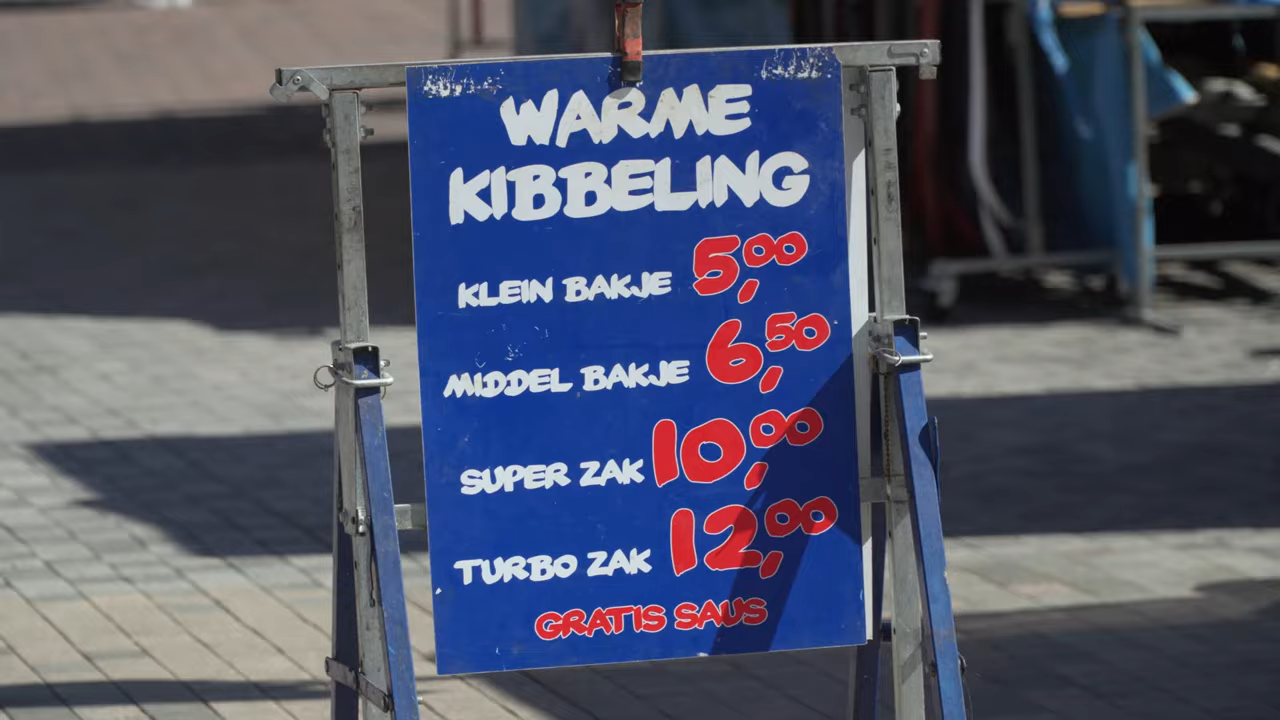 WARME
KIBBELING
KLEIN BAKJE 5,00
MIDDEL BAKJE 6,50
SUPER ZAK 10,00
TURBO ZAK 12,00
GRATIS SAUS